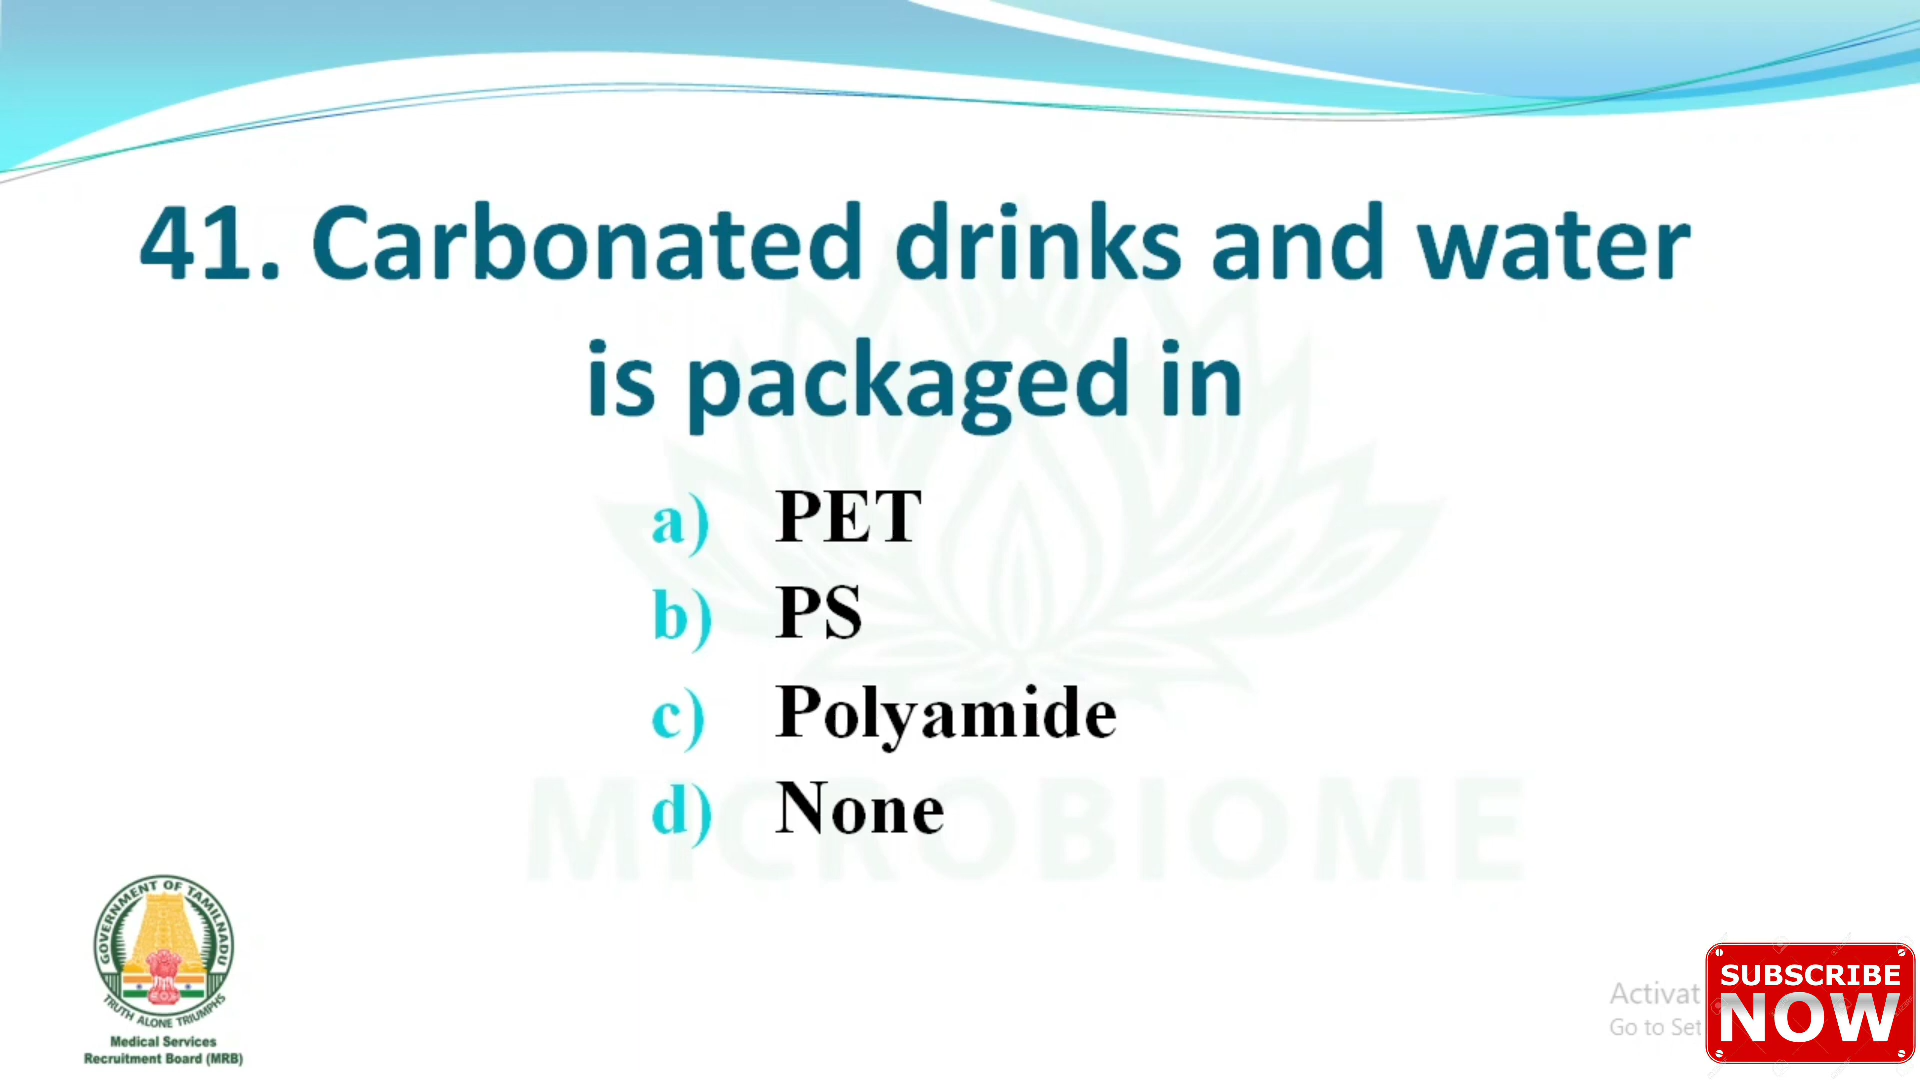 41. Carbonated drinks and water
is packaged in
a) PET
b) PS
c) Polyamide
d) None
MICROBIOME
GOVERNMENT OF TAMILNADU
TRUTH ALONE TRIUMPHS
Medical Services
Recruitment Board (MRB)
Activat
Go to Set
SUBSCRIBE
NOW